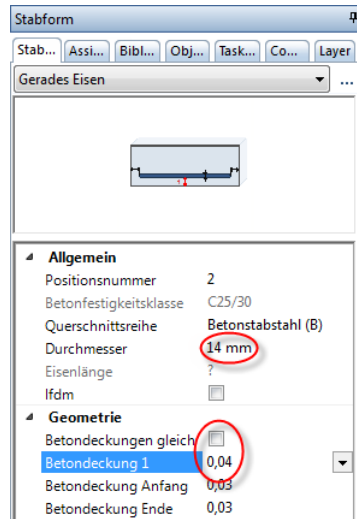 Stabform
Stab... Assi... Bibl... Obj... Task... Co... Layer
Gerades Eisen ...
1
Allgemein
Positionsnummer 2
Betonfestigkeitsklasse C25/30
Querschnittsreihe Betonstabstahl (B)
Durchmesser 14 mm
Eisenlänge ?
lfdm
Geometrie
Betondeckungen gleich
Betondeckung 1 0,04
Betondeckung Anfang 0,03
Betondeckung Ende 0,03